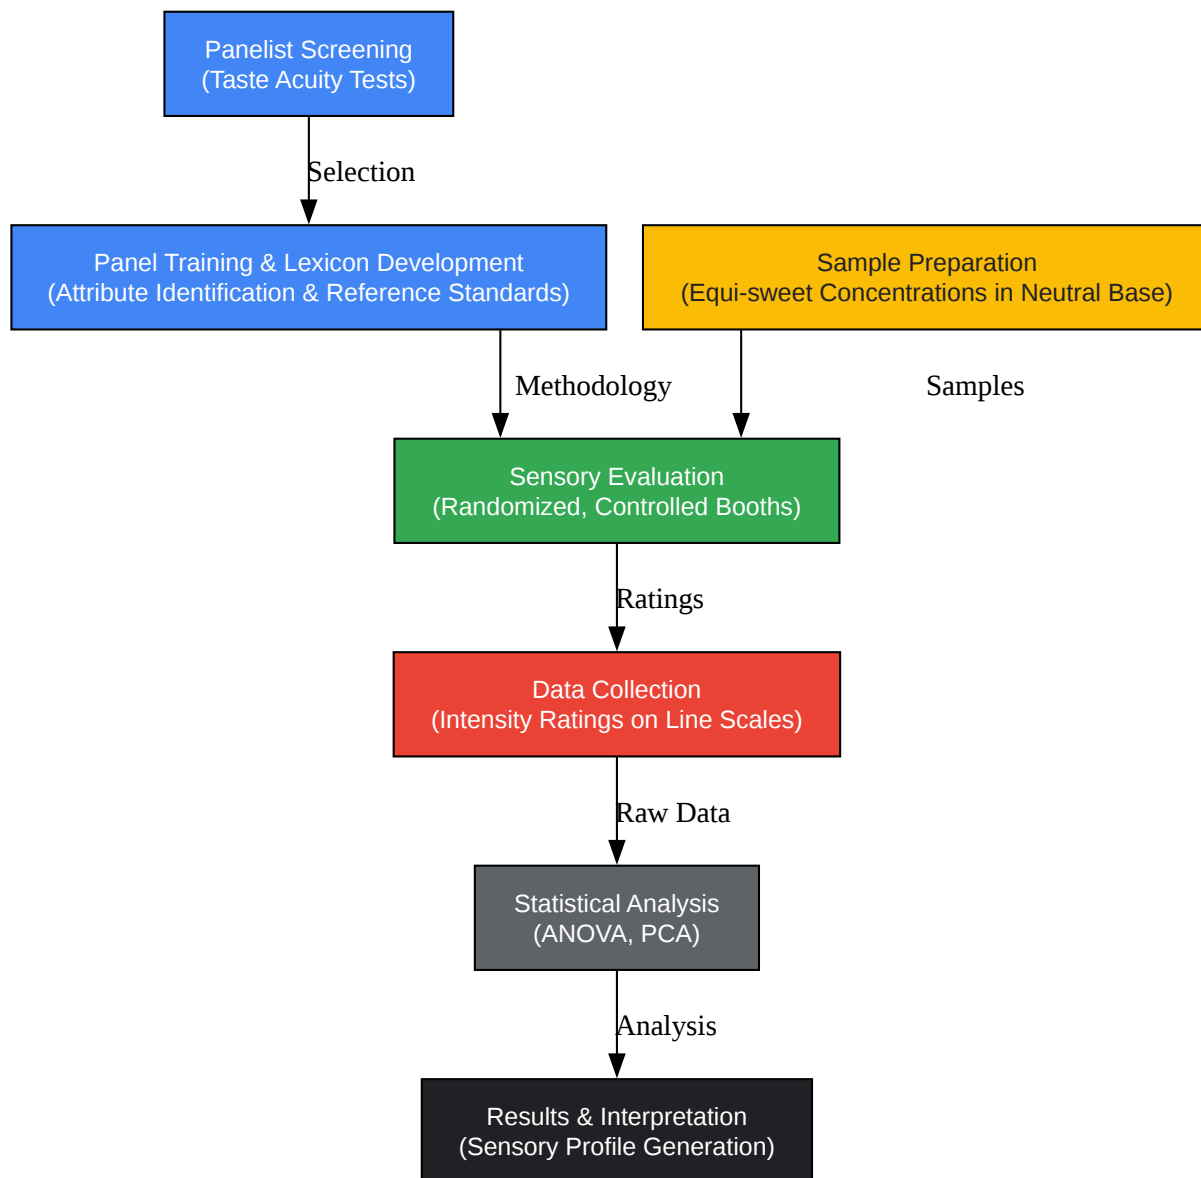 Panelist Screening
(Taste Acuity Tests)
Selection
Panel Training & Lexicon Development
(Attribute Identification & Reference Standards)
Sample Preparation
(Equi-sweet Concentrations in Neutral Base)
Methodology
Samples
Sensory Evaluation
(Randomized, Controlled Booths)
Ratings
Data Collection
(Intensity Ratings on Line Scales)
Raw Data
Statistical Analysis
(ANOVA, PCA)
Analysis
Results & Interpretation
(Sensory Profile Generation)